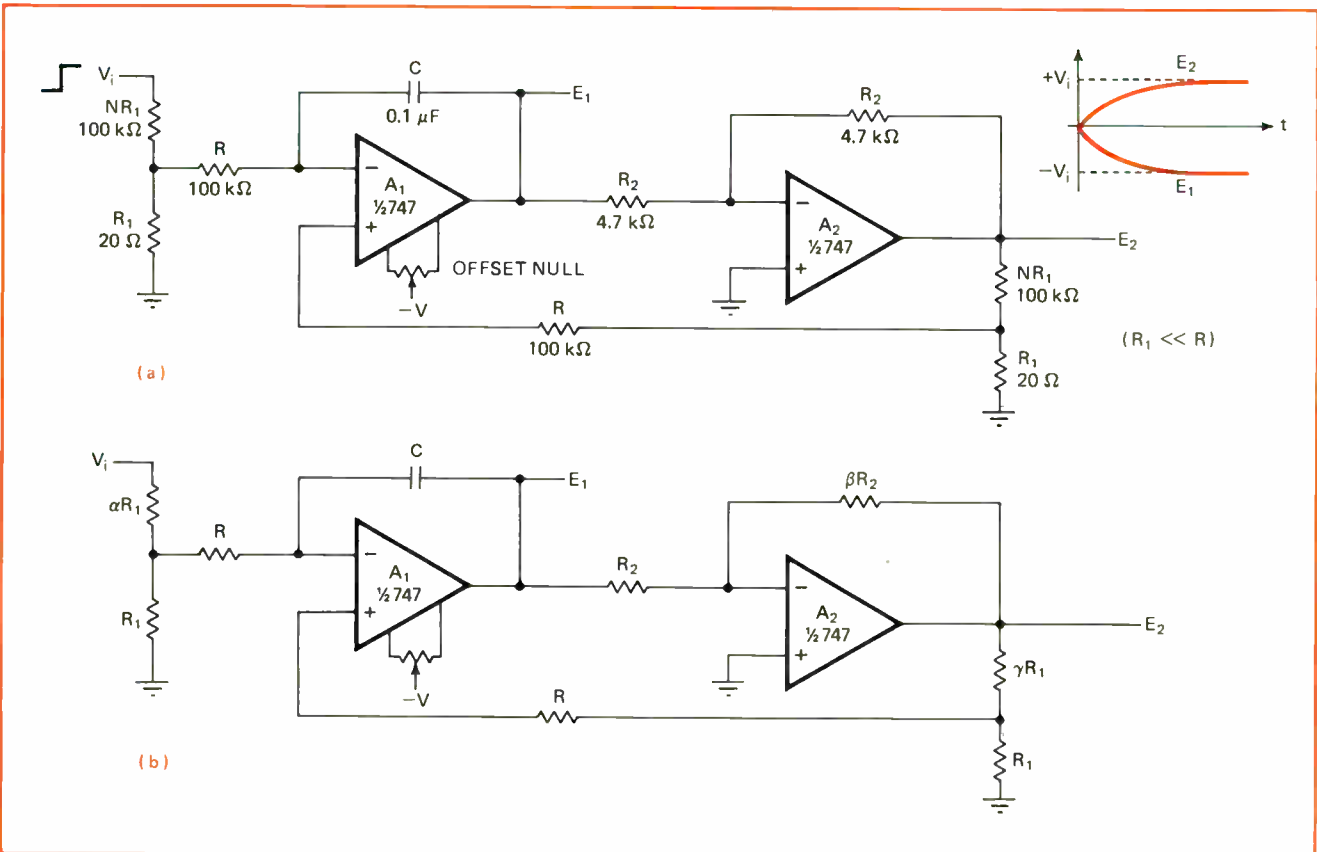 Vᵢ
NR₁
100 kΩ
R
100 kΩ
R₁
20 Ω
C
0.1 μF
E₁
−
+
A₁
½747
OFFSET NULL
−V
R₂
4.7 kΩ
R₂
4.7 kΩ
−
+
A₂
½747
E₂
NR₁
100 kΩ
R₁
20 Ω
R
100 kΩ
(R₁ << R)
+Vᵢ
E₂
t
−Vᵢ
E₁
(a)
Vᵢ
αR₁
R
R₁
C
E₁
−
+
A₁
½747
−V
R₂
βR₂
−
+
A₂
½747
E₂
γR₁
R
R₁
(b)